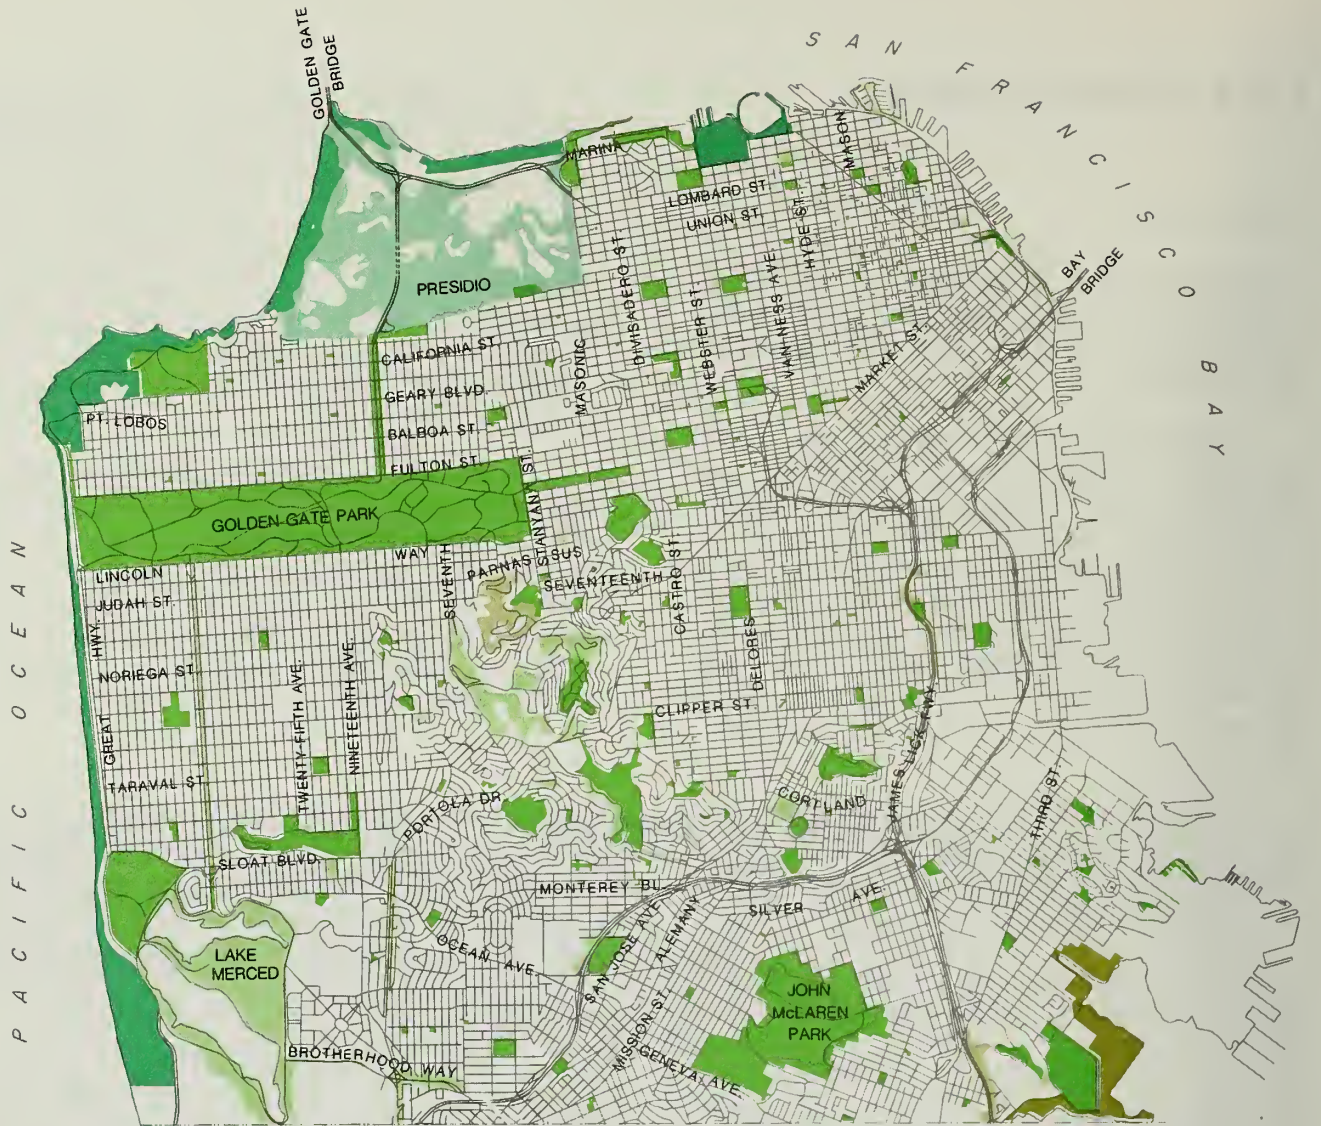 GOLDEN GATE
BRIDGE
SAN FRANCISCO BAY
MARINA
MASON
LOMBARD ST.
UNION ST.
HYDE ST.
PRESIDIO
DIVISADERO ST.
WEBSTER ST.
VAN NESS AVE.
BAY
BRIDGE
CALIFORNIA ST.
MASONIC
MARKET ST.
GEARY BLVD.
PT. LOBOS
BALBOA ST.
FULTON ST.
STANYAN ST.
GOLDEN GATE PARK
PACIFIC OCEAN
LINCOLN
WAY
SEVENTH
PARNASSUS
SEVENTEENTH
CASTRO ST.
JUDAH ST.
GREAT HWY.
DELORES
NORIEGA ST.
TWENTY-FIFTH AVE.
NINETEENTH AVE.
CLIPPER ST.
JAMES LICK FWY.
TARAVAL ST.
PORTOLA DR.
CORTLAND
THIRD ST.
SLOAT BLVD.
MONTEREY BL.
SILVER
AVE.
OCEAN AVE.
SAN JOSE AVE.
ALEMANY
LAKE
MERCED
JOHN
McLAREN
PARK
MISSON ST.
GENEVA AVE.
BROTHERHOOD WAY